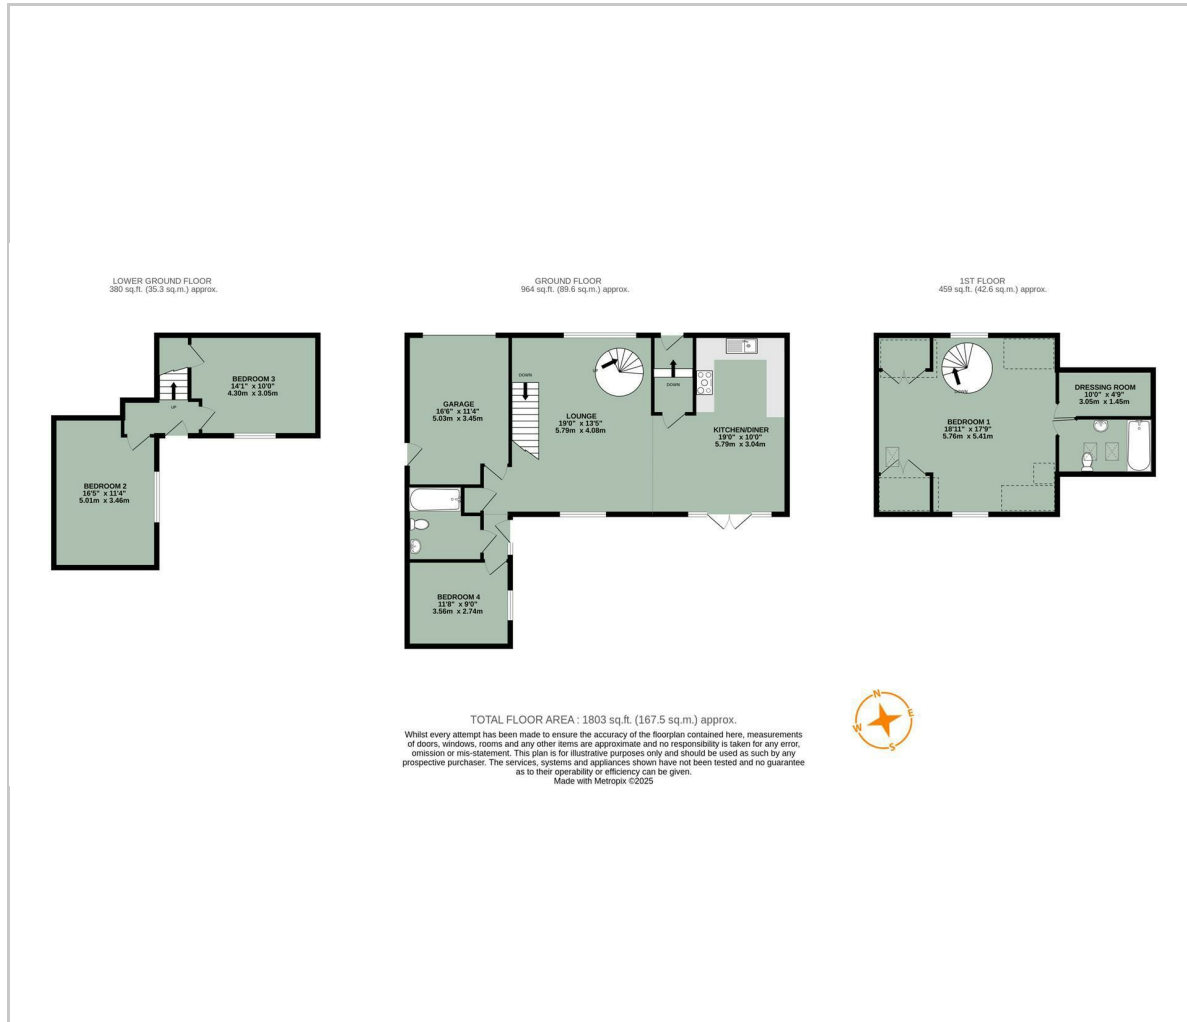 LOWER GROUND FLOOR
380 sq.ft. (35.3 sq.m.) approx.
BEDROOM 3
14'1" x 10'0"
4.30m x 3.05m
UP
BEDROOM 2
16'5" x 11'4"
5.01m x 3.46m
GROUND FLOOR
964 sq.ft. (89.6 sq.m.) approx.
GARAGE
16'6" x 11'4"
5.03m x 3.45m
DOWN
UP
LOUNGE
19'0" x 13'5"
5.79m x 4.08m
DOWN
KITCHEN/DINER
19'0" x 10'0"
5.79m x 3.04m
BEDROOM 4
11'8" x 9'0"
3.56m x 2.74m
1ST FLOOR
459 sq.ft. (42.6 sq.m.) approx.
DOWN
BEDROOM 1
18'11" x 17'9"
5.76m x 5.41m
DRESSING ROOM
10'0" x 4'9"
3.05m x 1.45m
N
E
W
S
TOTAL FLOOR AREA : 1803 sq.ft. (167.5 sq.m.) approx.
Whilst every attempt has been made to ensure the accuracy of the floorplan contained here, measurements
of doors, windows, rooms and any other items are approximate and no responsibility is taken for any error,
omission or mis-statement. This plan is for illustrative purposes only and should be used as such by any
prospective purchaser. The services, systems and appliances shown have not been tested and no guarantee
as to their operability or efficiency can be given.
Made with Metropix ©2025